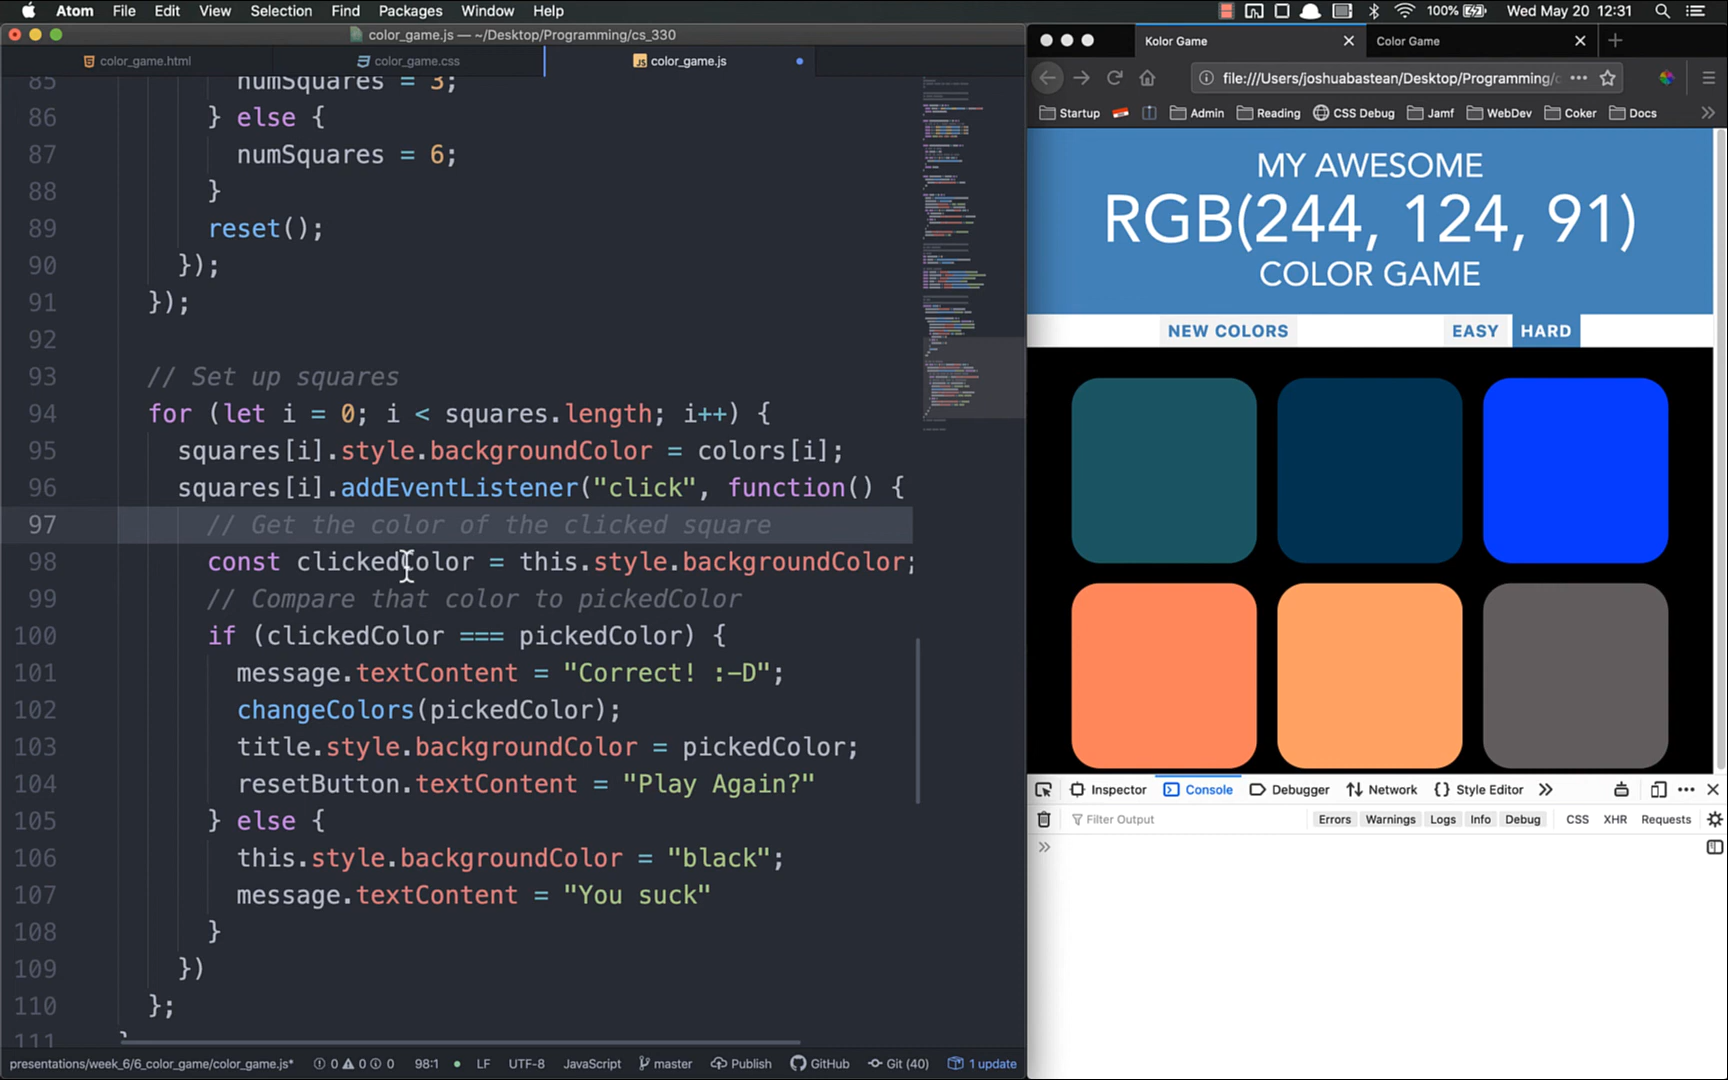 Atom File Edit View Selection Find Packages Window Help 100% Wed May 20 12:31
color_game.js — ~/Desktop/Programming/cs_330
color_game.html color_game.css color_game.js
85 numSquares = 3;
86 } else {
87 numSquares = 6;
88 }
89 reset();
90 });
91 });
92
93 // Set up squares
94 for (let i = 0; i < squares.length; i++) {
95 squares[i].style.backgroundColor = colors[i];
96 squares[i].addEventListener("click", function() {
97 // Get the color of the clicked square
98 const clickedColor = this.style.backgroundColor;
99 // Compare that color to pickedColor
100 if (clickedColor === pickedColor) {
101 message.textContent = "Correct! :-D";
102 changeColors(pickedColor);
103 title.style.backgroundColor = pickedColor;
104 resetButton.textContent = "Play Again?"
105 } else {
106 this.style.backgroundColor = "black";
107 message.textContent = "You suck"
108 }
109 })
110 };
111 }
presentations/week_6/6_color_game/color_game.js* 0 0 0 98:1 LF UTF-8 JavaScript master Publish GitHub Git (40) 1 update
Kolor Game Color Game
file:///Users/joshuabastean/Desktop/Programming/
Startup Admin Reading CSS Debug Jamf WebDev Coker Docs
MY AWESOME
RGB(244, 124, 91)
COLOR GAME
NEW COLORS EASY HARD
Inspector Console Debugger Network Style Editor
Filter Output Errors Warnings Logs Info Debug CSS XHR Requests